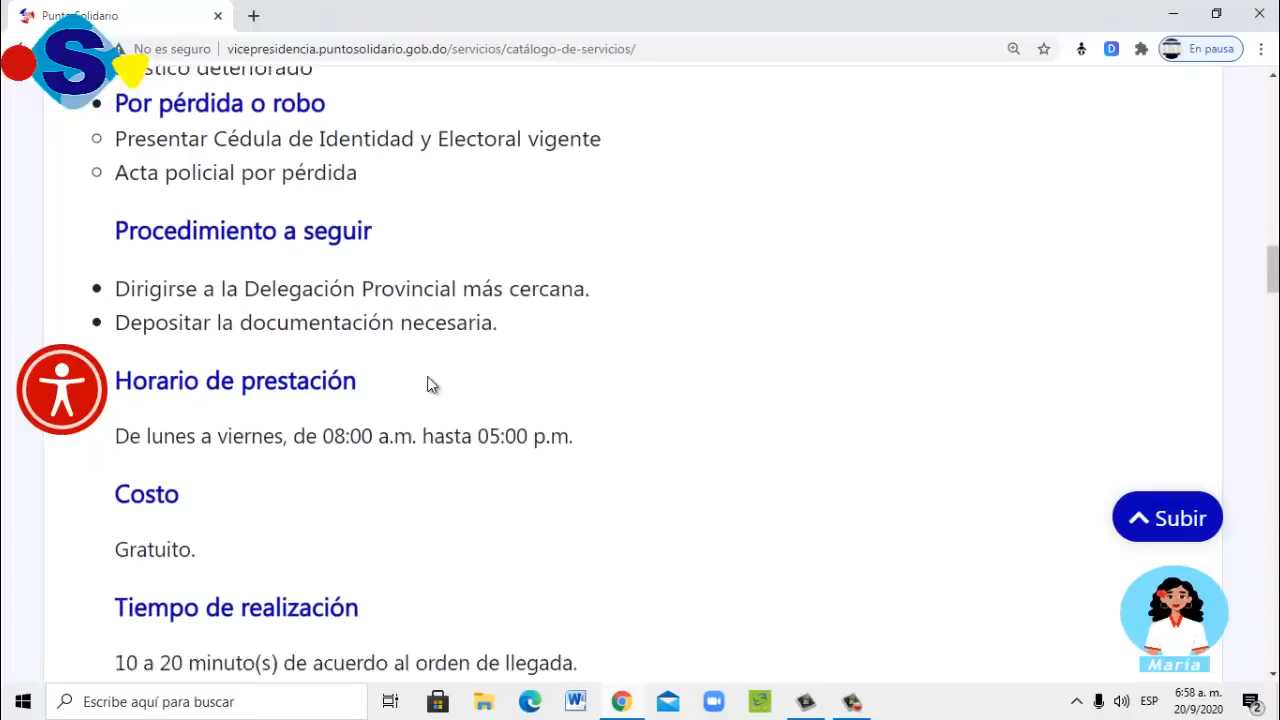 Punto Solidario
No es seguro
vicepresidencia.puntosolidario.gob.do/servicios/catálogo-de-servicios/
D
En pausa
S
deteriorado
Por pérdida o robo
Presentar Cédula de Identidad y Electoral vigente
Acta policial por pérdida
Procedimiento a seguir
Dirigirse a la Delegación Provincial más cercana.
Depositar la documentación necesaria.
Horario de prestación
De lunes a viernes, de 08:00 a.m. hasta 05:00 p.m.
Costo
Gratuito.
Subir
Tiempo de realización
10 a 20 minuto(s) de acuerdo al orden de llegada.
María
Escribe aquí para buscar
ESP
6:58 a. m.
20/9/2020
2